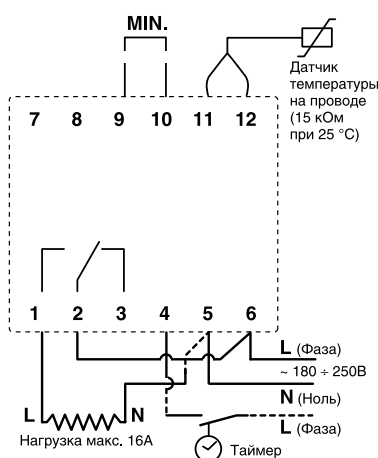 MIN.
Датчик
температуры
на проводе
(15 кОм
при 25 °C)
7 8 9 10 11 12
1 2 3 4 5 6
L (Фаза)
~ 180 ÷ 250В
N (Ноль)
L N
L (Фаза)
Нагрузка макс. 16А
Таймер